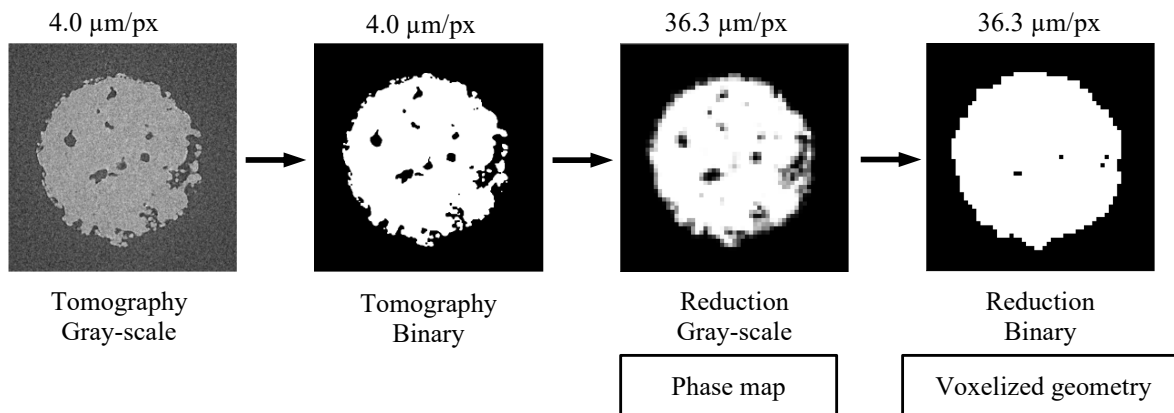 4.0 µm/px
4.0 µm/px
36.3 µm/px
36.3 µm/px
Tomography
Gray-scale
Tomography
Binary
Reduction
Gray-scale
Reduction
Binary
Phase map
Voxelized geometry